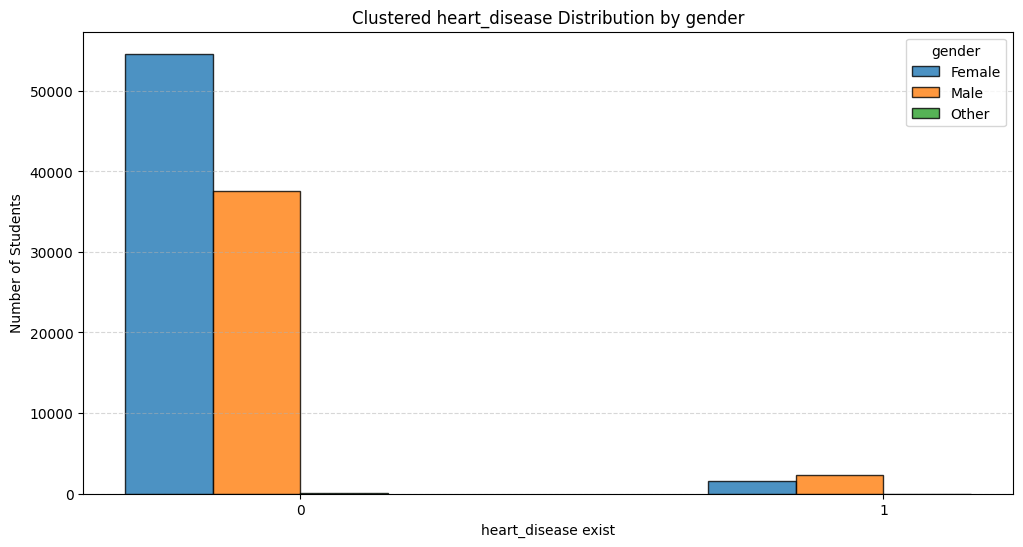 Clustered heart_disease Distribution by gender
gender
Female
Male
Other
50000
40000
30000
20000
10000
0
Number of Students
0
1
heart_disease exist